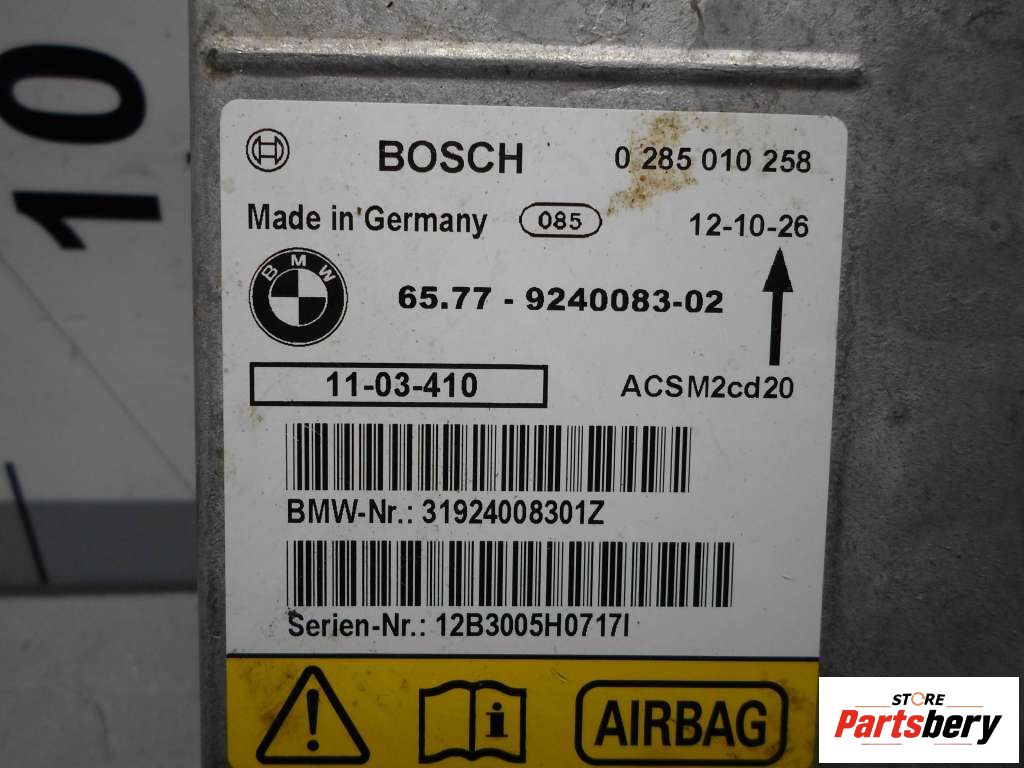 10
BOSCH 0 285 010 258
Made in Germany 085 12-10-26
BMW
65.77 - 9240083-02
11-03-410 ACSM2cd20
BMW-Nr.: 31924008301Z
Serien-Nr.: 12B3005H0717I
AIRBAG
STORE
Partsbery